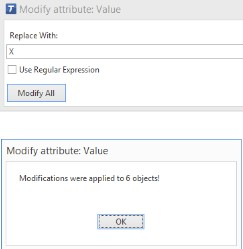 Modify attribute: Value
Replace With:
X
Use Regular Expression
Modify All
Modify attribute: Value
Modifications were applied to 6 objects!
OK